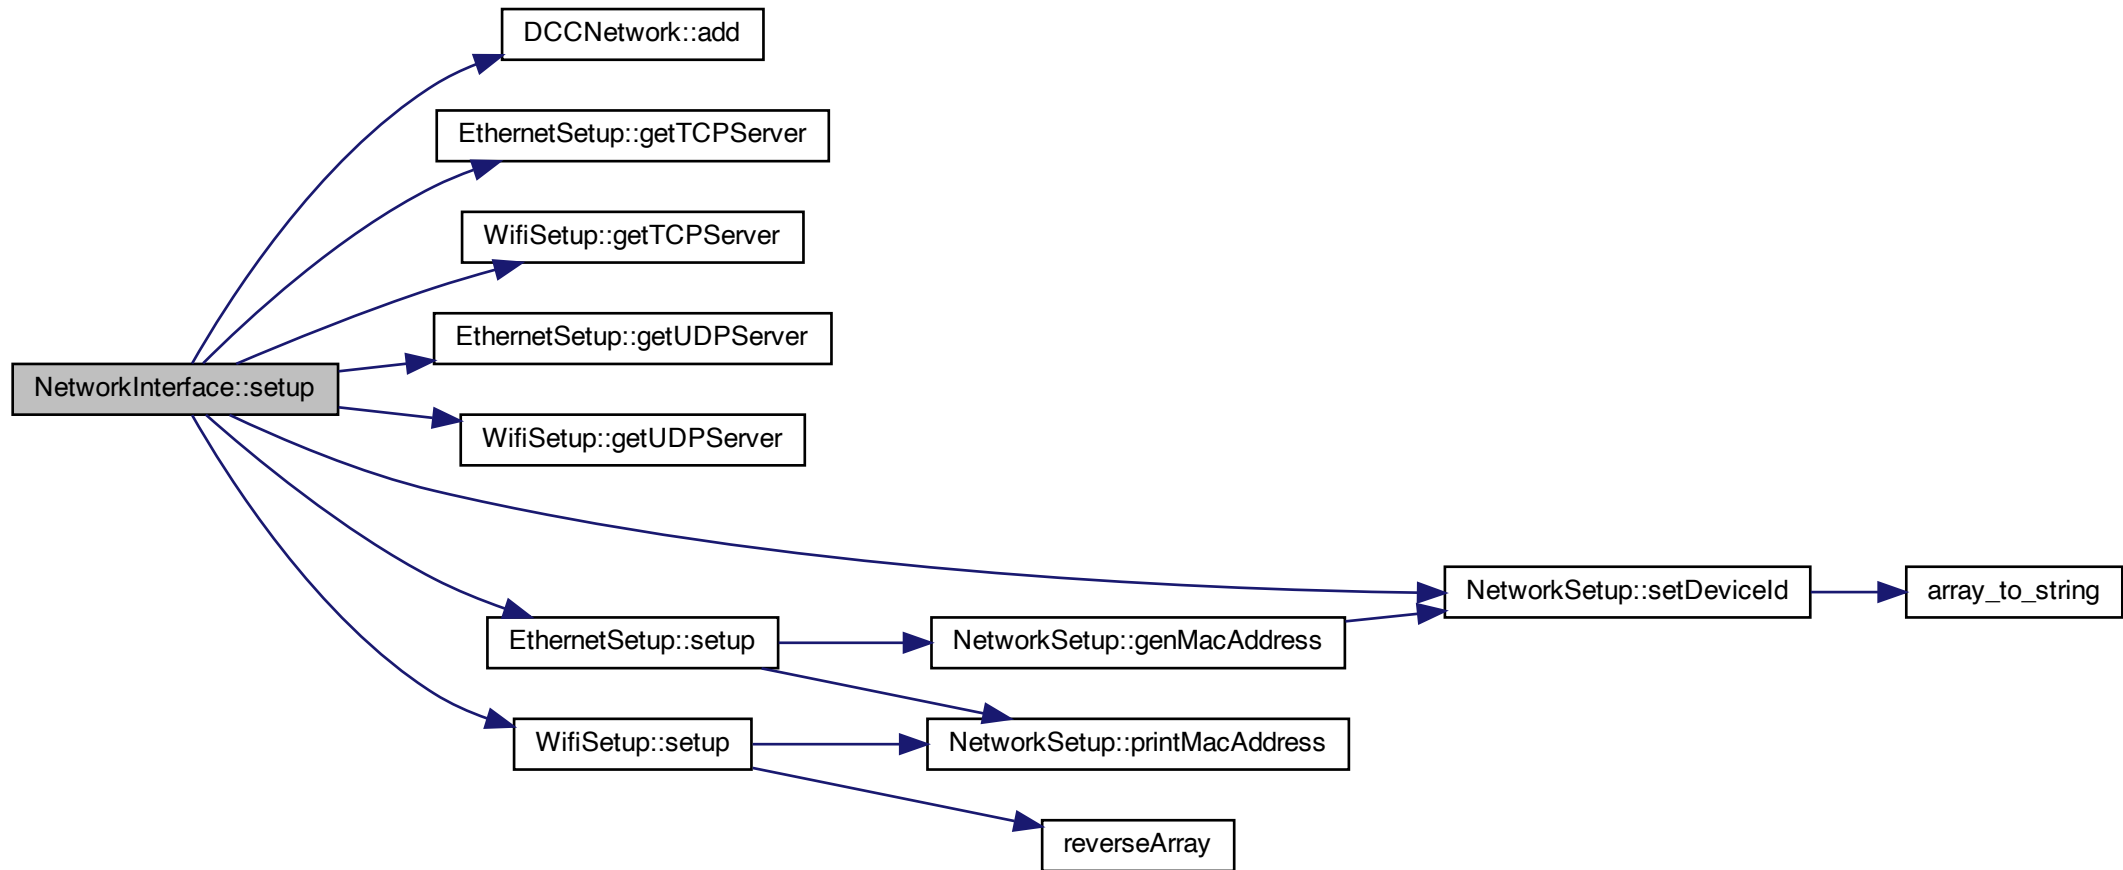 DCCNetwork::add
EthernetSetup::getTCPServer
WifiSetup::getTCPServer
EthernetSetup::getUDPServer
NetworkInterface::setup
WifiSetup::getUDPServer
NetworkSetup::setDeviceId
array_to_string
EthernetSetup::setup
NetworkSetup::genMacAddress
WifiSetup::setup
NetworkSetup::printMacAddress
reverseArray